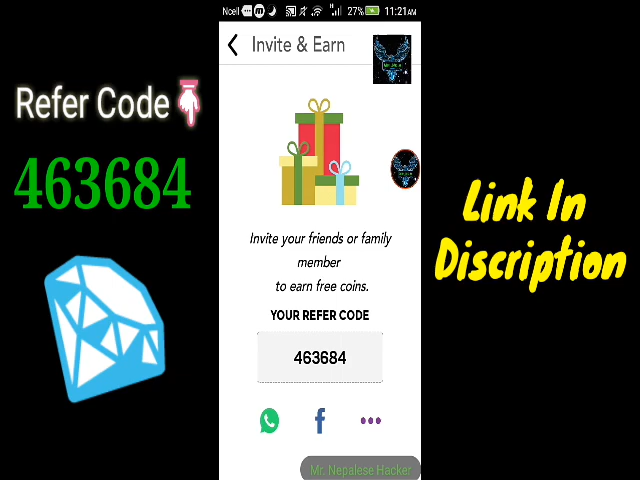 Ncell
27%
11:21AM
Invite & Earn
Refer Code
463684
Invite your friends or family
member
to earn free coins.
YOUR REFER CODE
463684
Link In
Discription
Mr. Nepalese Hacker